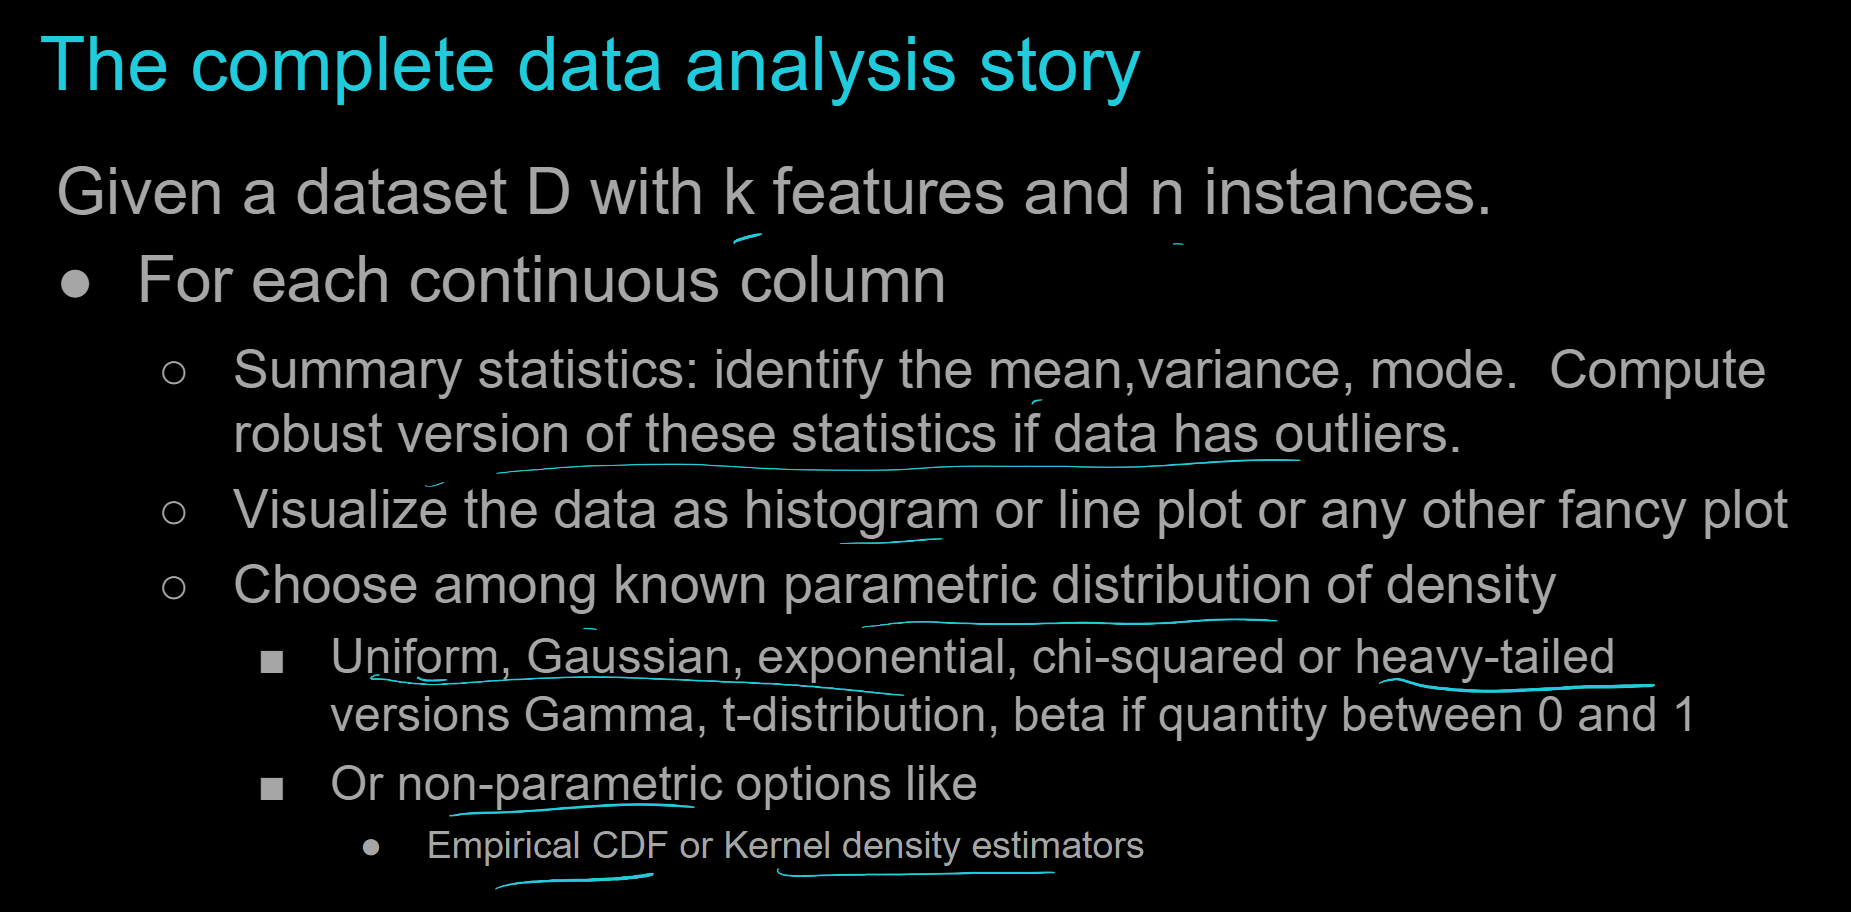 The complete data analysis story
Given a dataset D with k features and n instances.
● For each continuous column
○ Summary statistics: identify the mean,variance, mode.  Compute
robust version of these statistics if data has outliers.
○ Visualize the data as histogram or line plot or any other fancy plot
○ Choose among known parametric distribution of density
■ Uniform, Gaussian, exponential, chi-squared or heavy-tailed
versions Gamma, t-distribution, beta if quantity between 0 and 1
■ Or non-parametric options like
● Empirical CDF or Kernel density estimators